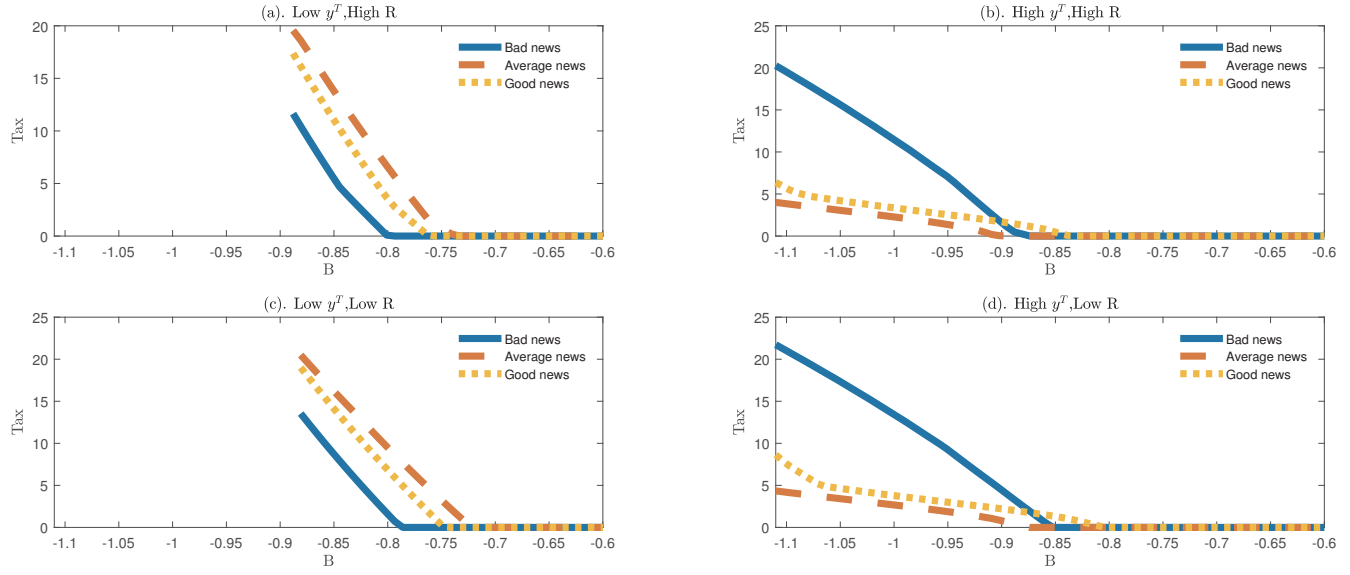 (a). Low y^T,High R
20
15
10
5
0
Tax
-1.1 -1.05 -1 -0.95 -0.9 -0.85 -0.8 -0.75 -0.7 -0.65 -0.6
B
Bad news
Average news
Good news
(b). High y^T,High R
25
20
15
10
5
0
Tax
-1.1 -1.05 -1 -0.95 -0.9 -0.85 -0.8 -0.75 -0.7 -0.65 -0.6
B
Bad news
Average news
Good news
(c). Low y^T,Low R
25
20
15
10
5
0
Tax
-1.1 -1.05 -1 -0.95 -0.9 -0.85 -0.8 -0.75 -0.7 -0.65 -0.6
B
Bad news
Average news
Good news
(d). High y^T,Low R
25
20
15
10
5
0
Tax
-1.1 -1.05 -1 -0.95 -0.9 -0.85 -0.8 -0.75 -0.7 -0.65 -0.6
B
Bad news
Average news
Good news